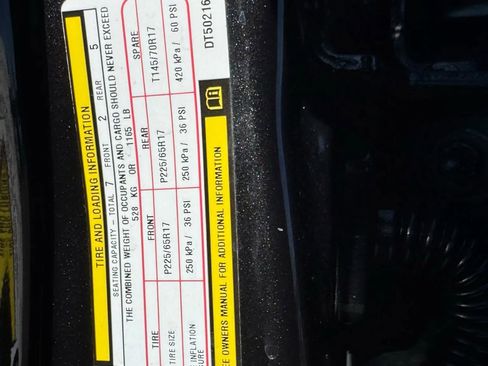 TIRE AND LOADING INFORMATION
SEATING CAPACITY - TOTAL 7 FRONT 2 REAR 5
THE COMBINED WEIGHT OF OCCUPANTS AND CARGO SHOULD NEVER EXCEED
528 KG OR 1165 LB
TIRE FRONT REAR SPARE
TIRE SIZE P225/65R17 P225/65R17 T145/70R17
INFLATION 250 kPa/ 36 PSI 250 kPa/ 36 PSI 420 kPa/ 60 PSI
SURE
EE OWNERS MANUAL FOR ADDITIONAL INFORMATION
DT50216